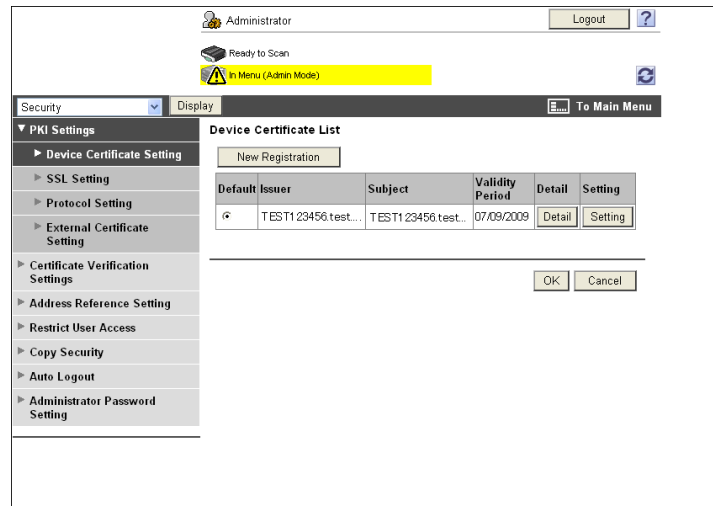 Administrator
Logout
?
Ready to Scan
In Menu (Admin Mode)
Security
Display
To Main Menu
PKI Settings
Device Certificate Setting
SSL Setting
Protocol Setting
External Certificate
Setting
Certificate Verification
Settings
Address Reference Setting
Restrict User Access
Copy Security
Auto Logout
Administrator Password
Setting
Device Certificate List
New Registration
Default Issuer Subject Validity Period Detail Setting
TEST123456.test.... TEST123456.test... 07/09/2009 Detail Setting
OK Cancel